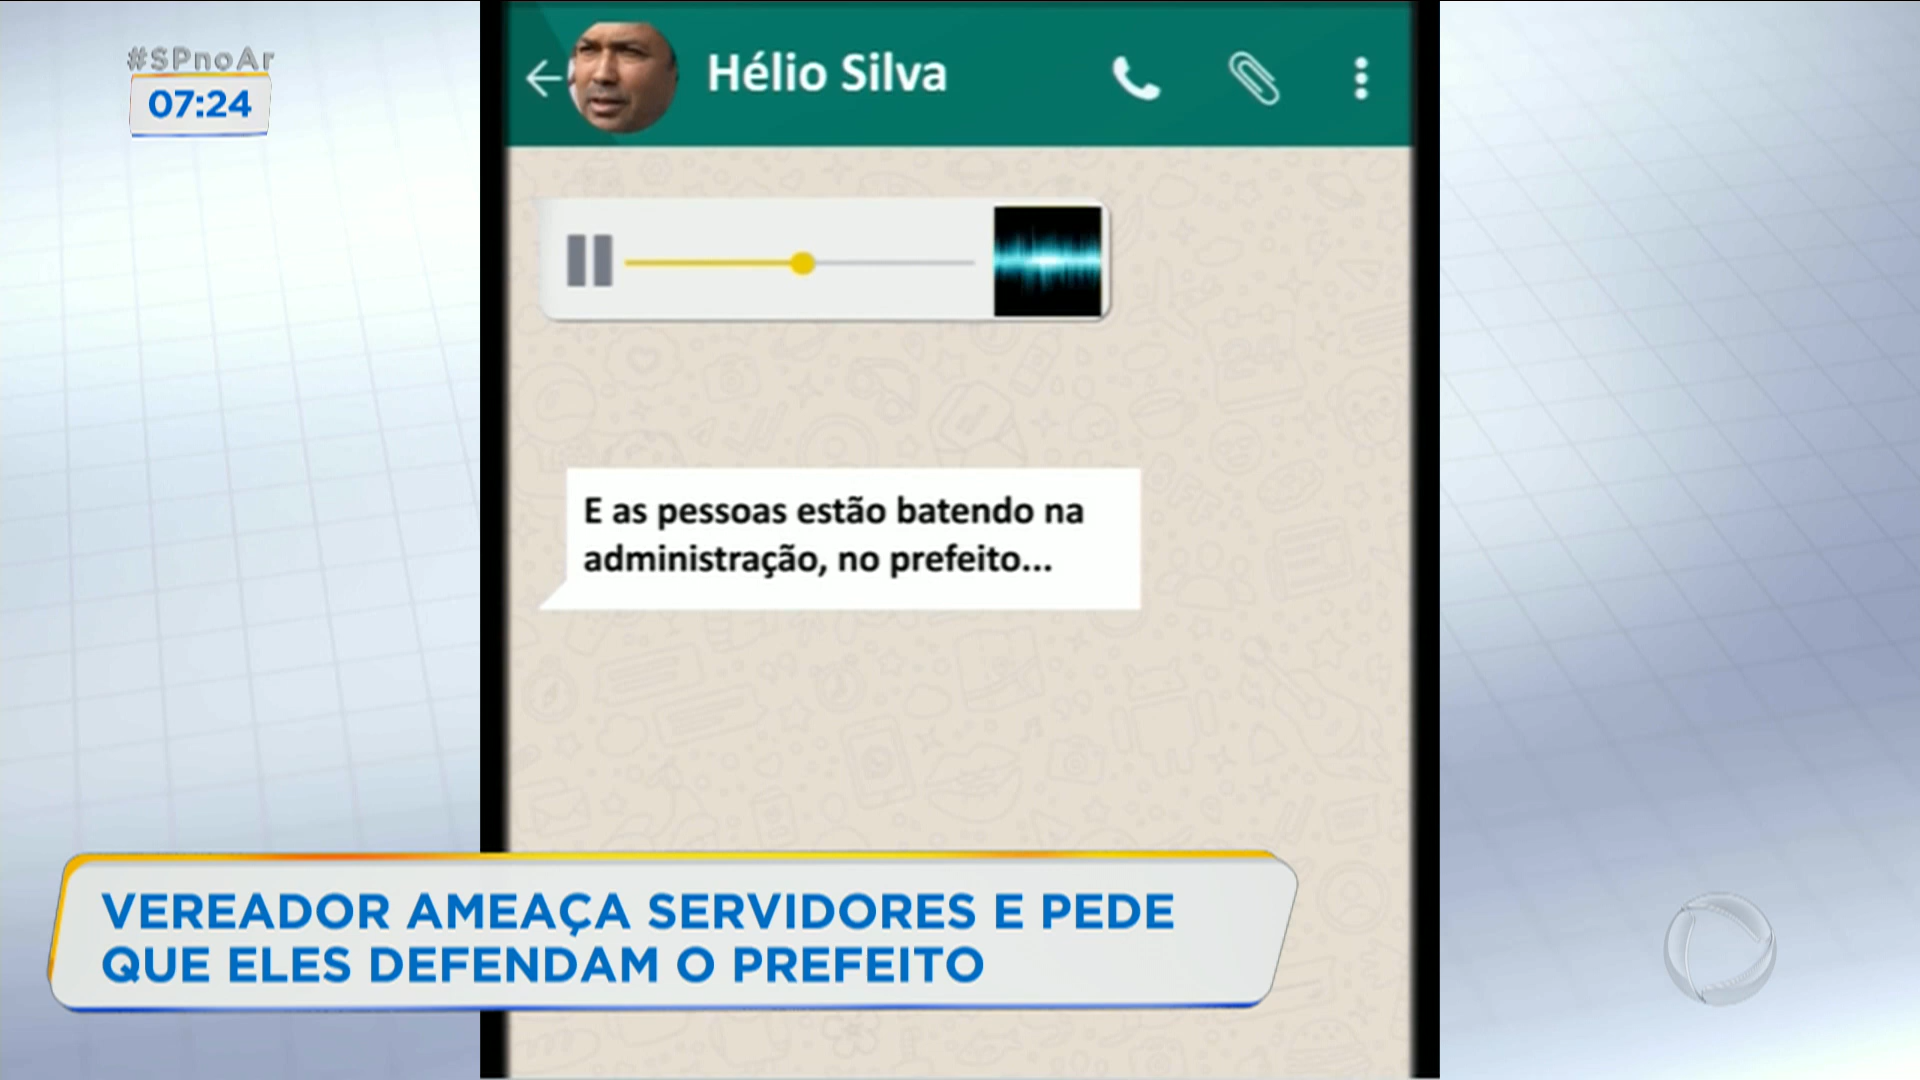 #SPnoAr
07:24
Hélio Silva
E as pessoas estão batendo na
administração, no prefeito...
VEREADOR AMEAÇA SERVIDORES E PEDE
QUE ELES DEFENDAM O PREFEITO